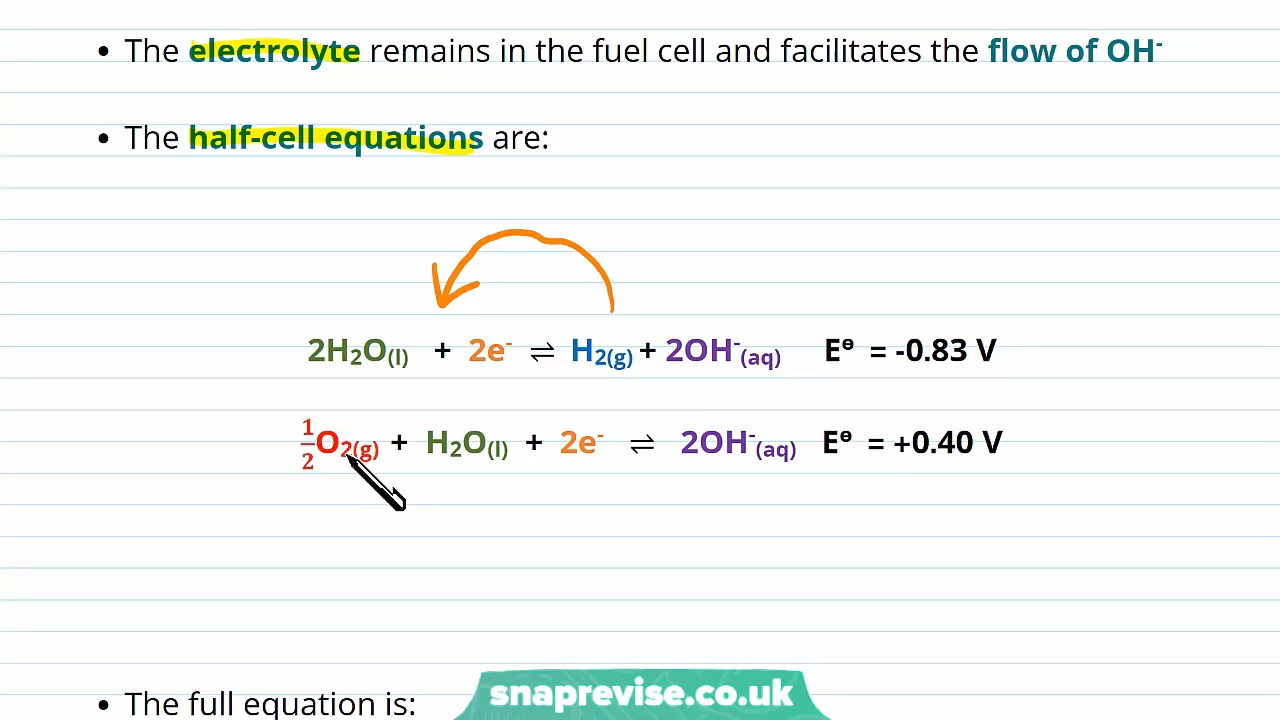 • The electrolyte remains in the fuel cell and facilitates the flow of OH⁻
• The half-cell equations are:
2H₂O(l) + 2e⁻ ⇌ H₂(g) + 2OH⁻(aq) E⦵ = -0.83 V
½O₂(g) + H₂O(l) + 2e⁻ ⇌ 2OH⁻(aq) E⦵ = +0.40 V
• The full equation is:
snaprevise.co.uk